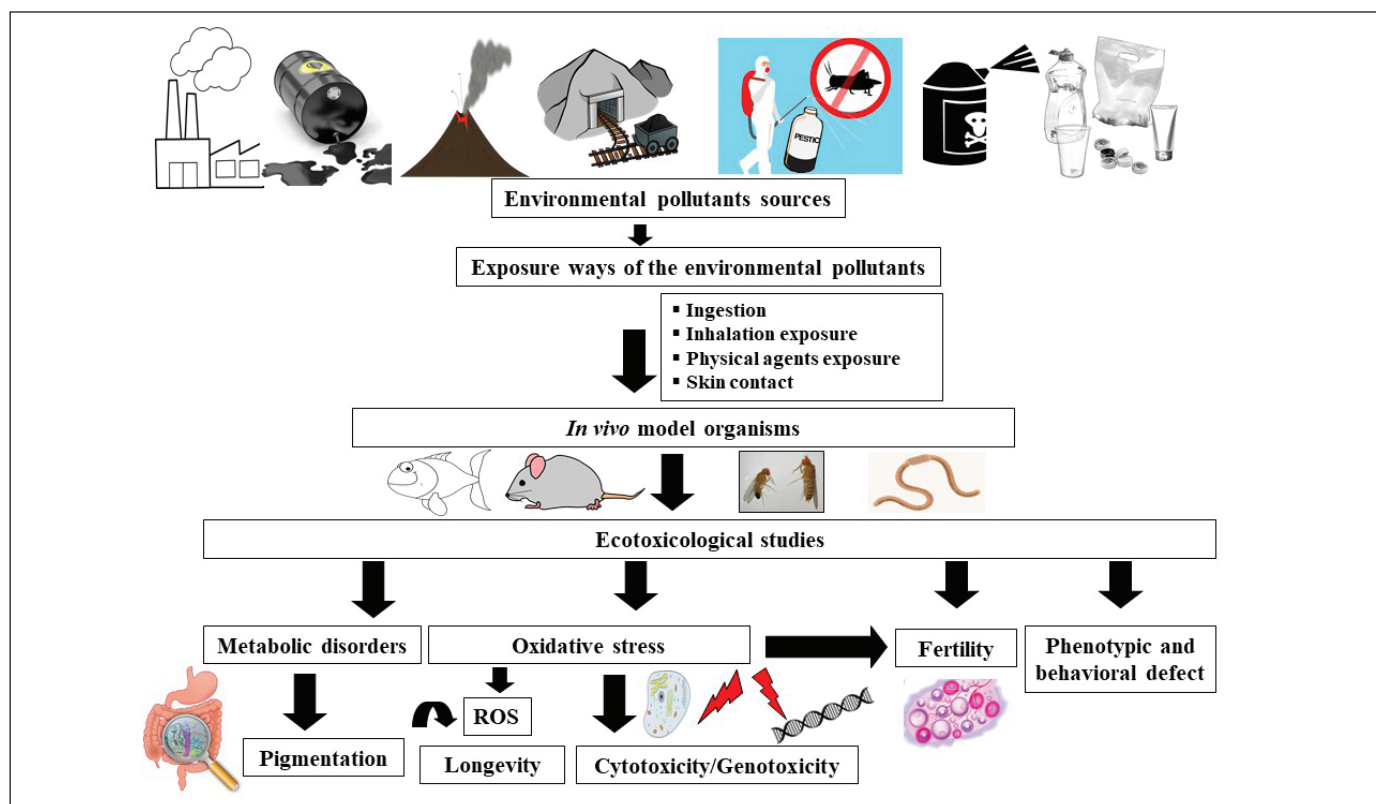 PESTIC
Environmental pollutants sources
Exposure ways of the environmental pollutants
▪ Ingestion
▪ Inhalation exposure
▪ Physical agents exposure
▪ Skin contact
In vivo model organisms
Ecotoxicological studies
Metabolic disorders
Oxidative stress
Fertility
Phenotypic and
behavioral defect
ROS
Pigmentation
Longevity
Cytotoxicity/Genotoxicity